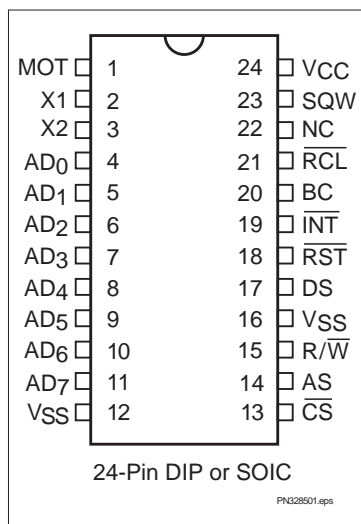 MOT 1 24 VCC
X1 2 23 SQW
X2 3 22 NC
AD0 4 21 RCL
AD1 5 20 BC
AD2 6 19 INT
AD3 7 18 RST
AD4 8 17 DS
AD5 9 16 VSS
AD6 10 15 R/W
AD7 11 14 AS
VSS 12 13 CS
24-Pin DIP or SOIC
PN328501.eps